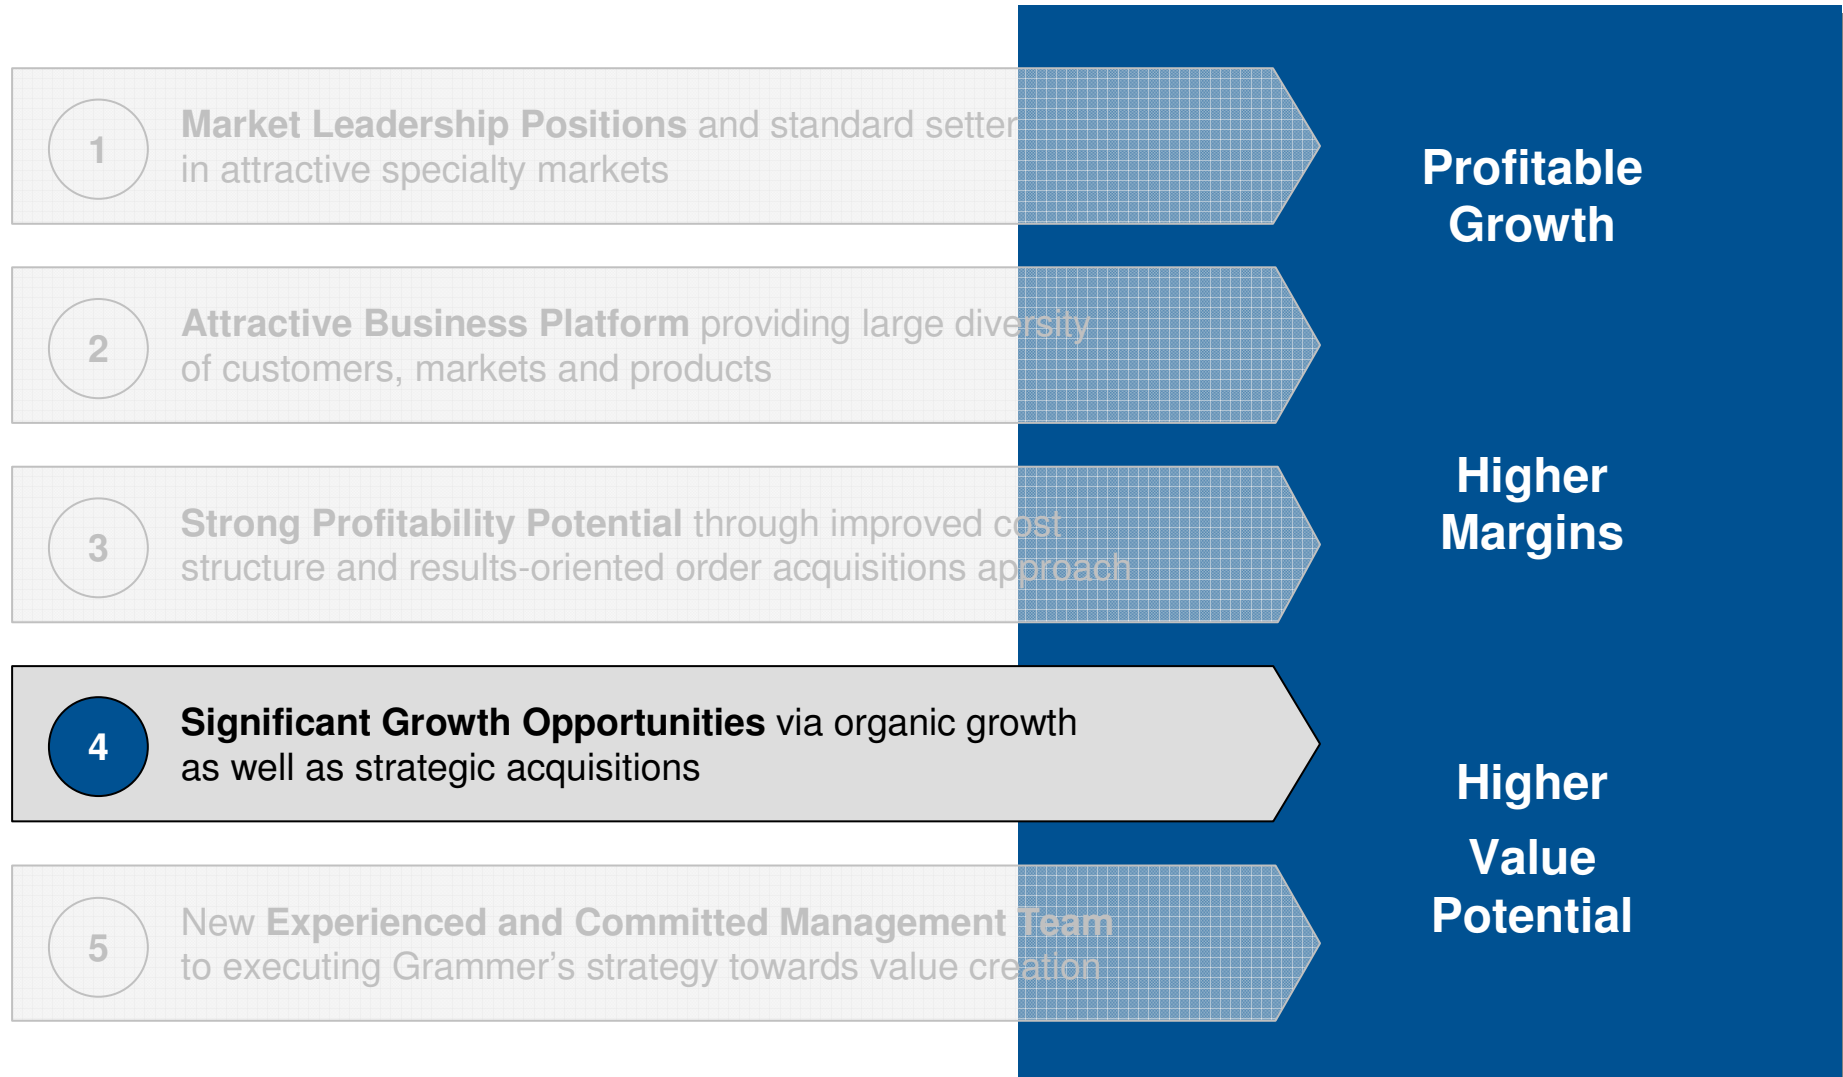 1
Market Leadership Positions and standard setter
in attractive specialty markets
2
Attractive Business Platform providing large diversity
of customers, markets and products
3
Strong Profitability Potential through improved cost
structure and results-oriented order acquisitions approach
4
Significant Growth Opportunities via organic growth
as well as strategic acquisitions
5
New Experienced and Committed Management Team
to executing Grammer’s strategy towards value creation
Profitable
Growth
Higher
Margins
Higher
Value
Potential